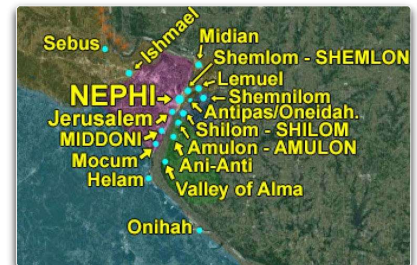 Sebus
Ishmael
Midian
Shemlom - SHEMLON
Lemuel
NEPHI
Shemnilom
Jerusalem
Antipas/Oneidah.
MIDDONI
Shilom - SHILOM
Amulon - AMULON
Mocum
Ani-Anti
Helam
Valley of Alma
Onihah